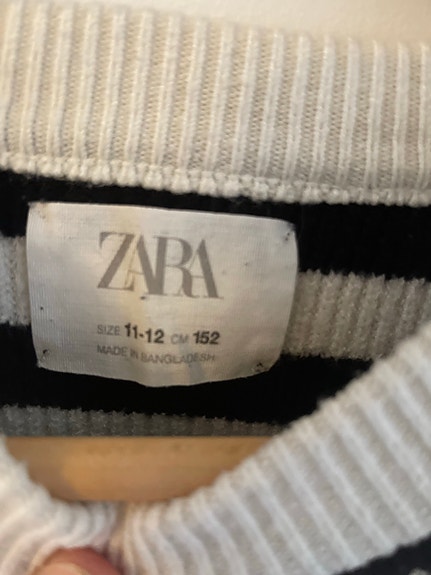 ZARA
SIZE 11-12 CM 152
MADE IN BANGLADESH